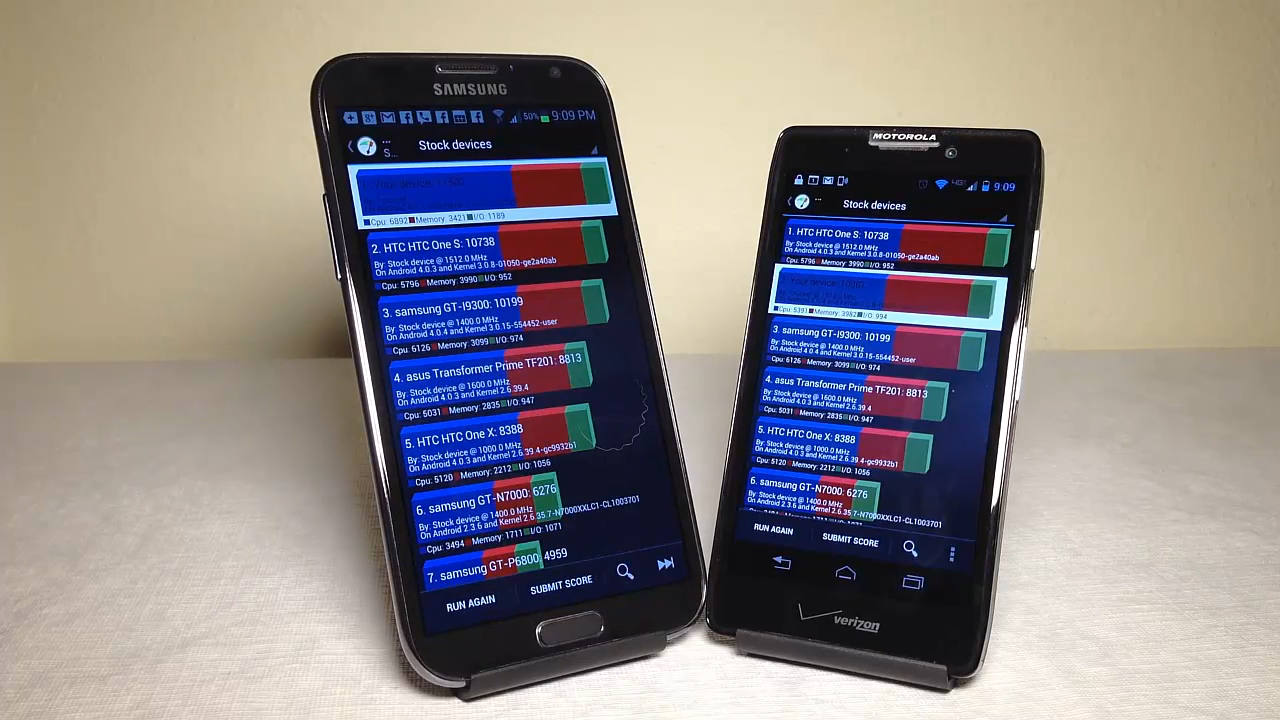 SAMSUNG
50% 9:09 PM
S... Stock devices
1. Your device: 11502
Cpu: 6892 Memory: 3421 I/O: 1189
2. HTC HTC One S: 10738
By: Stock device @ 1512.0 MHz
On Android 4.0.3 and Kernel 3.0.8-01050-ge2a40ab
Cpu: 5796 Memory: 3990 I/O: 952
3. samsung GT-I9300: 10199
By: Stock device @ 1400.0 MHz
On Android 4.0.4 and Kernel 3.0.15-554452-user
Cpu: 6126 Memory: 3099 I/O: 974
4. asus Transformer Prime TF201: 8813
By: Stock device @ 1600.0 MHz
On Android 4.0.3 and Kernel 2.6.39.4
Cpu: 5031 Memory: 2835 I/O: 947
5. HTC HTC One X: 8388
By: Stock device @ 1000.0 MHz
On Android 4.0.3 and Kernel 2.6.39.4-gc9932b1
Cpu: 5120 Memory: 2212 I/O: 1056
6. samsung GT-N7000: 6276
By: Stock device @ 1400.0 MHz
On Android 2.3.6 and Kernel 2.6.35.7-N7000XXLC1-CL1003701
Cpu: 3494 Memory: 1711 I/O: 1071
7. samsung GT-P6800: 4959
RUN AGAIN SUBMIT SCORE
MOTOROLA
4G 9:09
... Stock devices
1. HTC HTC One S: 10738
By: Stock device @ 1512.0 MHz
On Android 4.0.3 and Kernel 3.0.8-01050-ge2a40ab
Cpu: 5796 Memory: 3990 I/O: 952
Your device:
Cpu: 5391 Memory: 3982 I/O: 994
3. samsung GT-I9300: 10199
By: Stock device @ 1400.0 MHz
On Android 4.0.4 and Kernel 3.0.15-554452-user
Cpu: 6126 Memory: 3099 I/O: 974
4. asus Transformer Prime TF201: 8813
By: Stock device @ 1600.0 MHz
On Android 4.0.3 and Kernel 2.6.39.4
Cpu: 5031 Memory: 2835 I/O: 947
5. HTC HTC One X: 8388
By: Stock device @ 1000.0 MHz
On Android 4.0.3 and Kernel 2.6.39.4-gc9932b1
Cpu: 5120 Memory: 2212 I/O: 1056
6. samsung GT-N7000: 6276
By: Stock device @ 1400.0 MHz
On Android 2.3.6 and Kernel 2.6.35.7-N7000XXLC1-CL1003701
RUN AGAIN SUBMIT SCORE
verizon